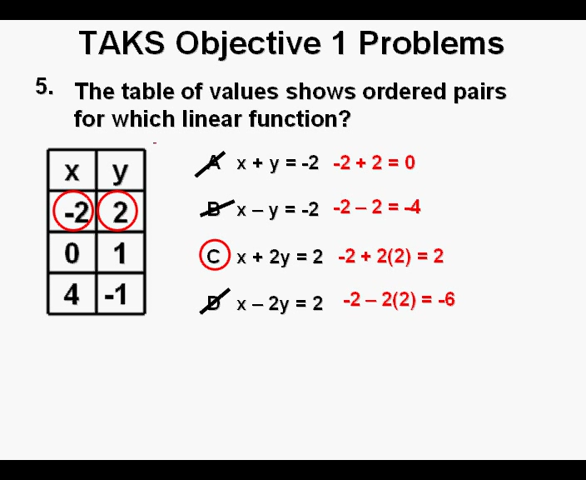 TAKS Objective 1 Problems
5. The table of values shows ordered pairs
for which linear function?
x y
-2 2
0 1
4 -1
A x + y = -2 -2 + 2 = 0
B x – y = -2 -2 – 2 = -4
C x + 2y = 2 -2 + 2(2) = 2
D x – 2y = 2 -2 – 2(2) = -6